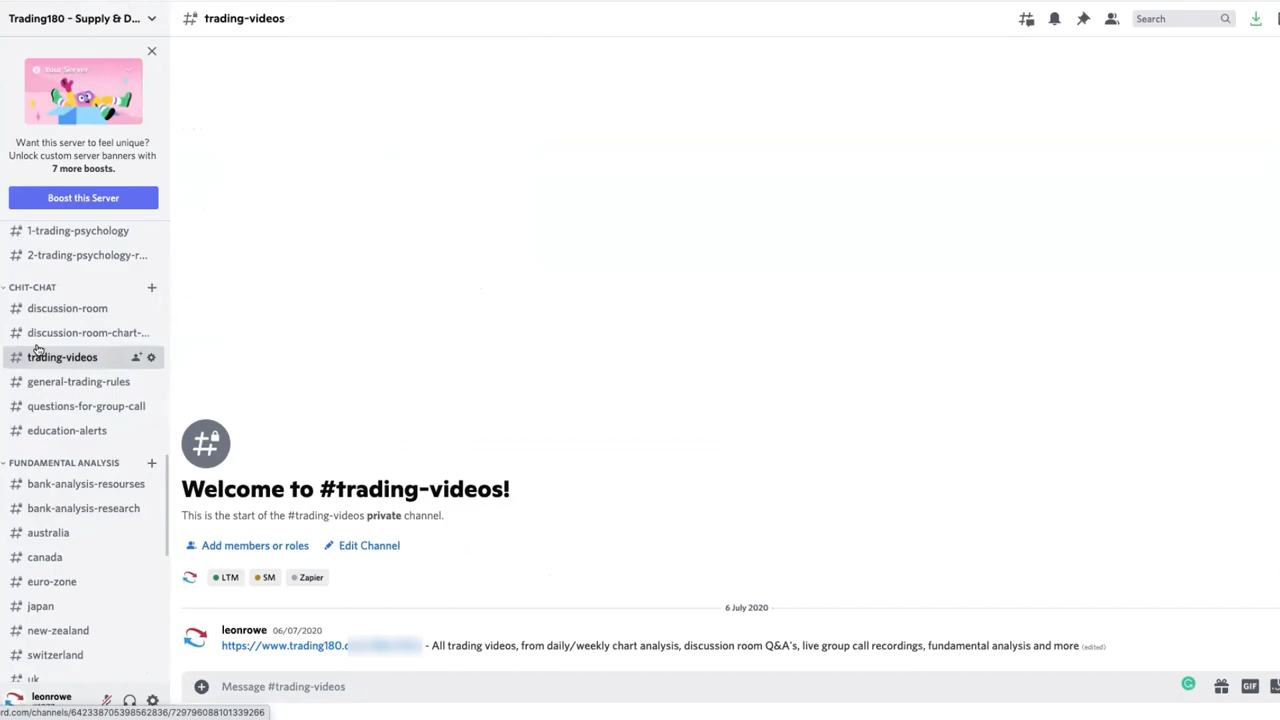 Trading180 - Supply & D...
trading-videos
Search
Your Server
Want this server to feel unique?
Unlock custom server banners with
7 more boosts.
Boost this Server
1-trading-psychology
2-trading-psychology-r...
CHIT-CHAT
discussion-room
discussion-room-chart-...
trading-videos
general-trading-rules
questions-for-group-call
education-alerts
FUNDAMENTAL ANALYSIS
bank-analysis-resourses
bank-analysis-research
australia
canada
euro-zone
japan
new-zealand
switzerland
uk
leonrowe
rd.com/channels/642338705398562836/729796088101339266
Welcome to #trading-videos!
This is the start of the #trading-videos private channel.
Add members or roles
Edit Channel
LTM
SM
Zapier
6 July 2020
leonrowe 06/07/2020
https://www.trading180.c - All trading videos, from daily/weekly chart analysis, discussion room Q&A's, live group call recordings, fundamental analysis and more (edited)
Message #trading-videos
GIF